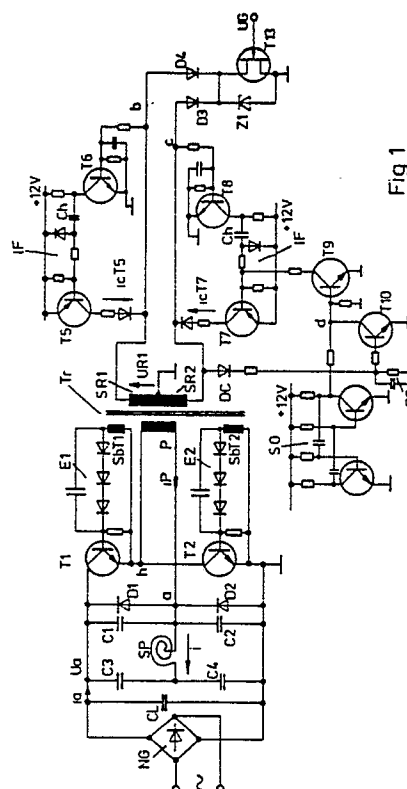 NG
~
CL
ia
Ua
C3
C4
SP
i
C1
C2
a
D1
D2
h
T1
T2
E1
E2
SbT1
SbT2
P
iP
Tr
SR1
UR1
SR2
T5
IF
+12V
Ch
T6
icT5
b
D4
D3
Z1
UG
T13
c
T8
Ch
IF
+12V
icT7
T7
T9
d
T10
DC
SO
+12V
Fig 1